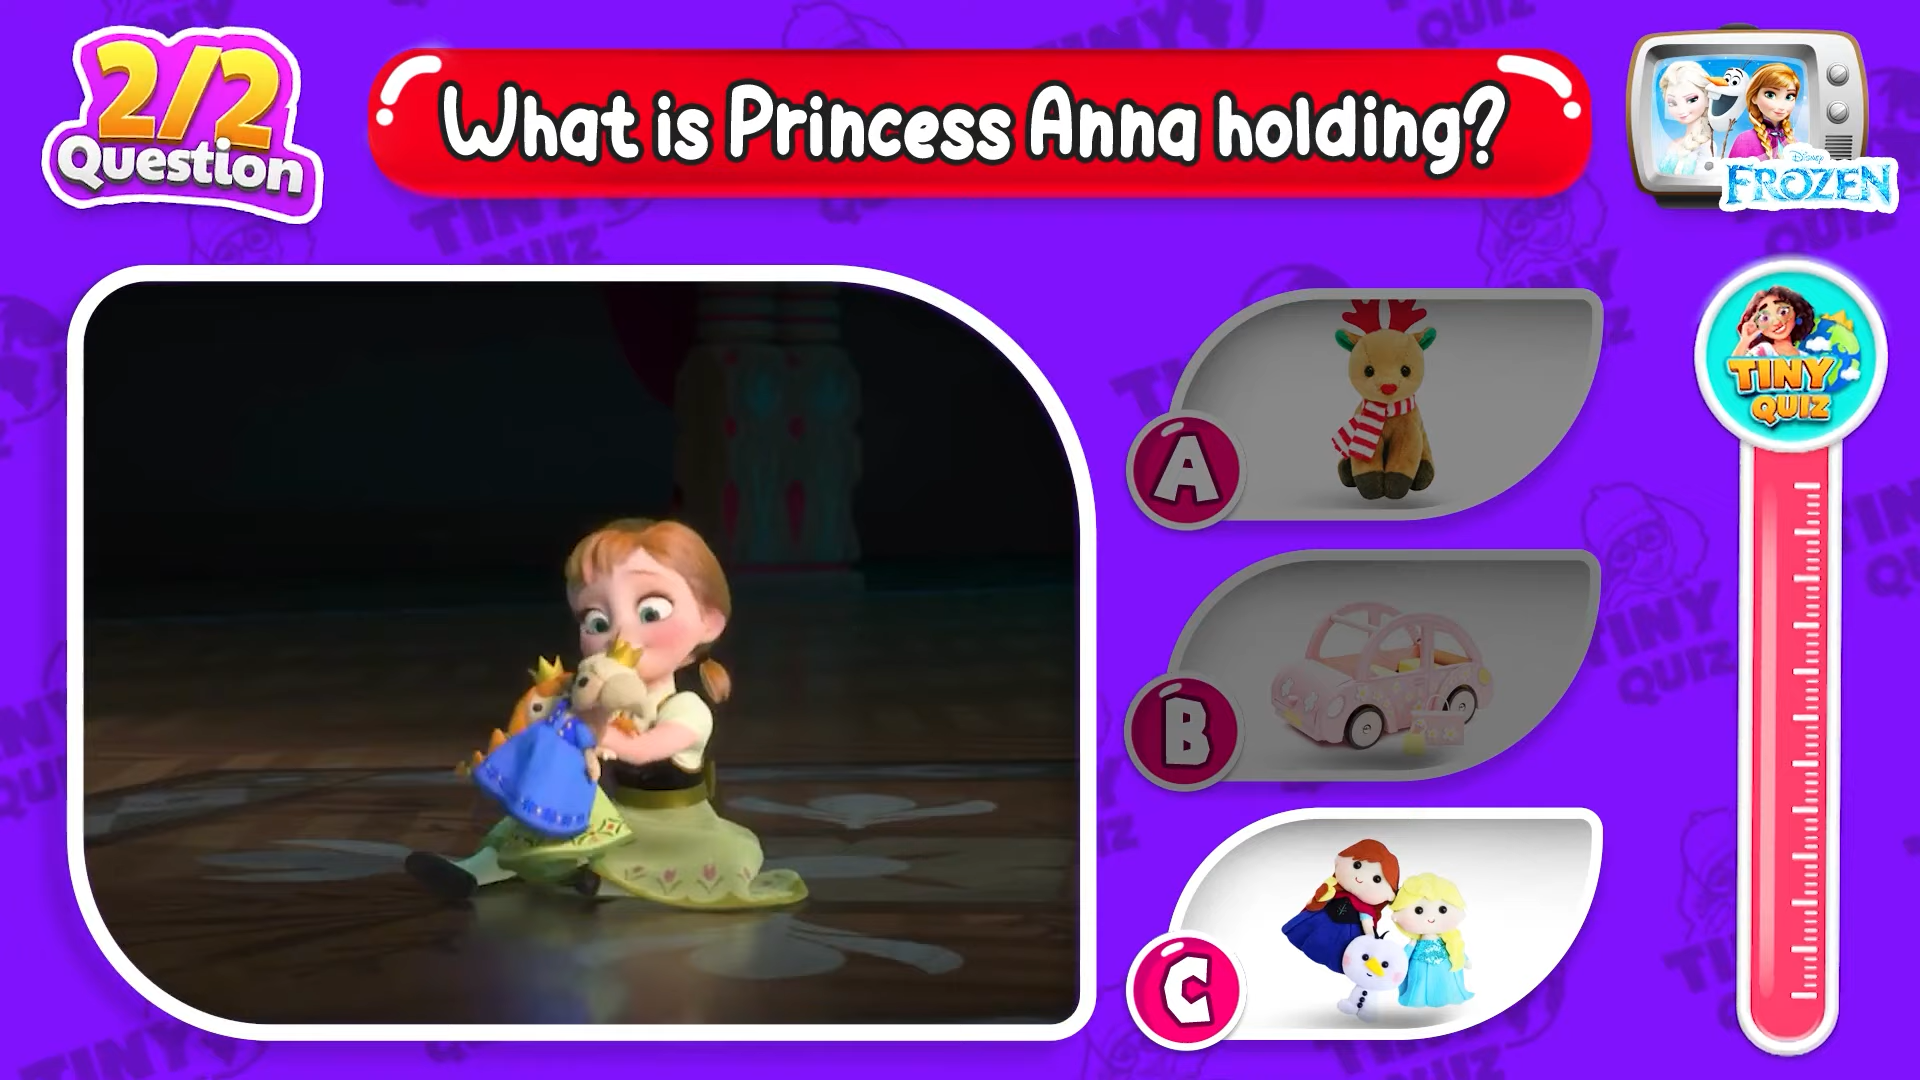 2/2
Question
What is Princess Anna holding?
Disney
FROZEN
TINY
QUIZ
A
B
C